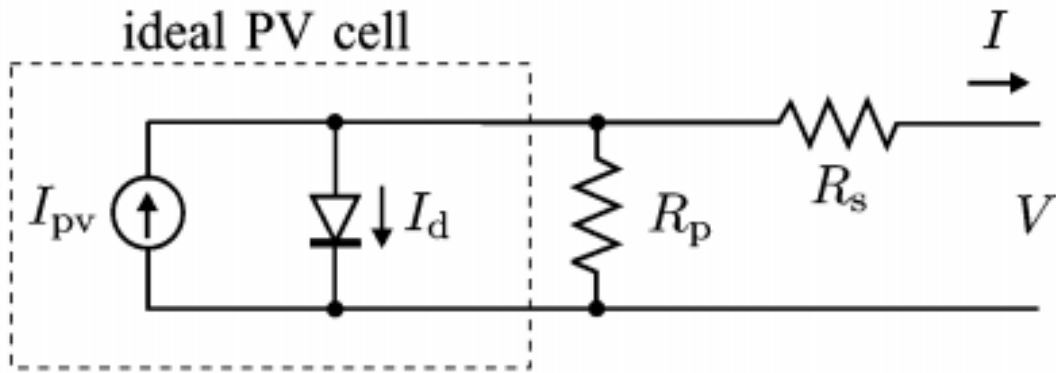 ideal PV cell
I
I_pv
I_d
R_p
R_s
V